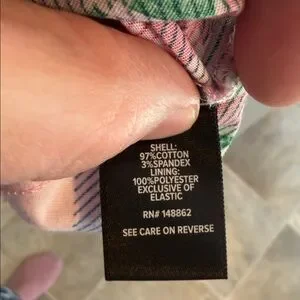 SHELL:
97%COTTON
3%SPANDEX
LINING:
100%POLYESTER
EXCLUSIVE OF
ELASTIC
RN# 148862
SEE CARE ON REVERSE